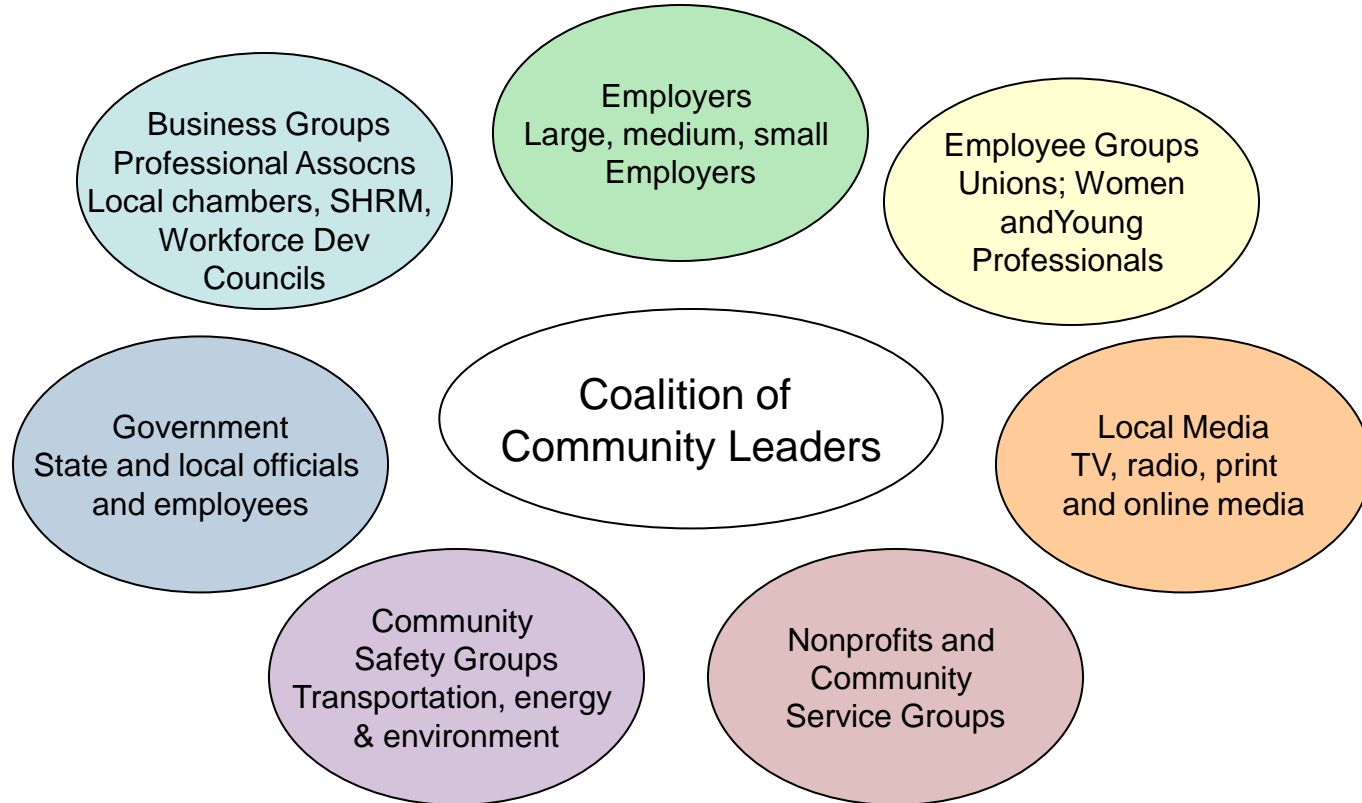 Business Groups
Professional Assocns
Local chambers, SHRM,
Workforce Dev
Councils
Employers
Large, medium, small
Employers
Employee Groups
Unions; Women
andYoung
Professionals
Coalition of
Community Leaders
Government
State and local officials
and employees
Local Media
TV, radio, print
and online media
Community
Safety Groups
Transportation, energy
& environment
Nonprofits and
Community
Service Groups